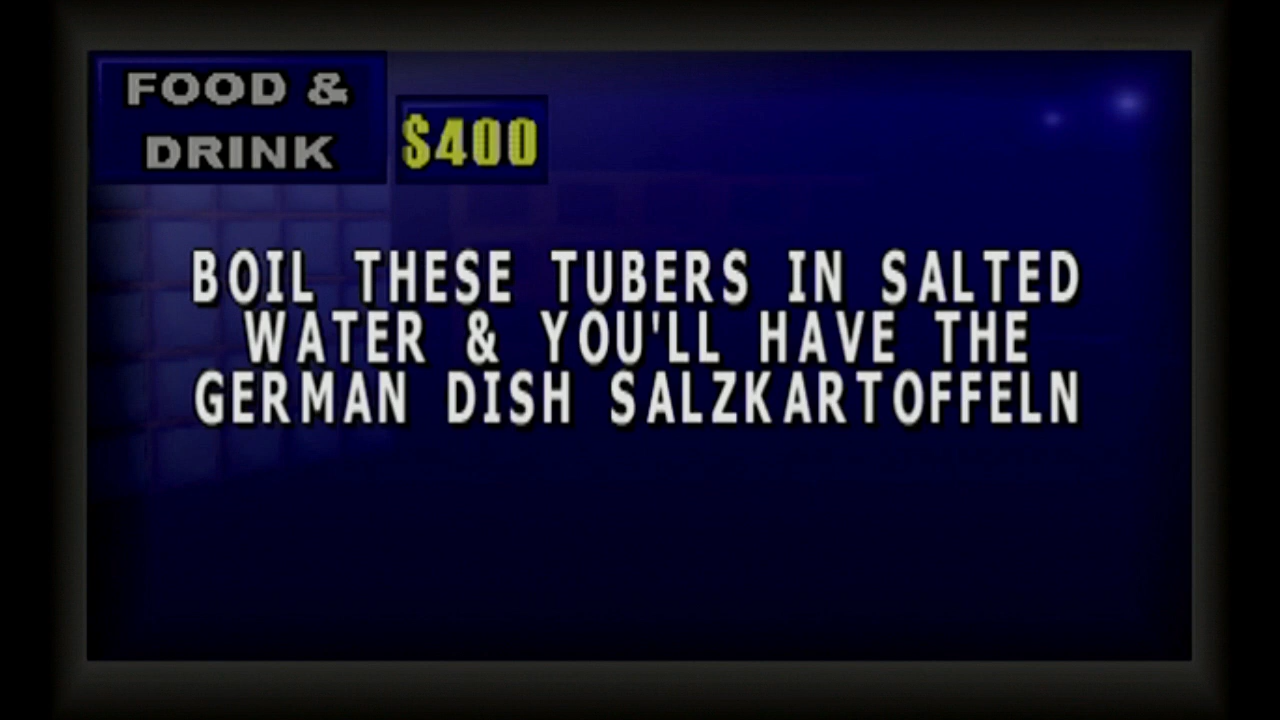 FOOD &
DRINK
$400
BOIL THESE TUBERS IN SALTED
WATER & YOU'LL HAVE THE
GERMAN DISH SALZKARTOFFELN